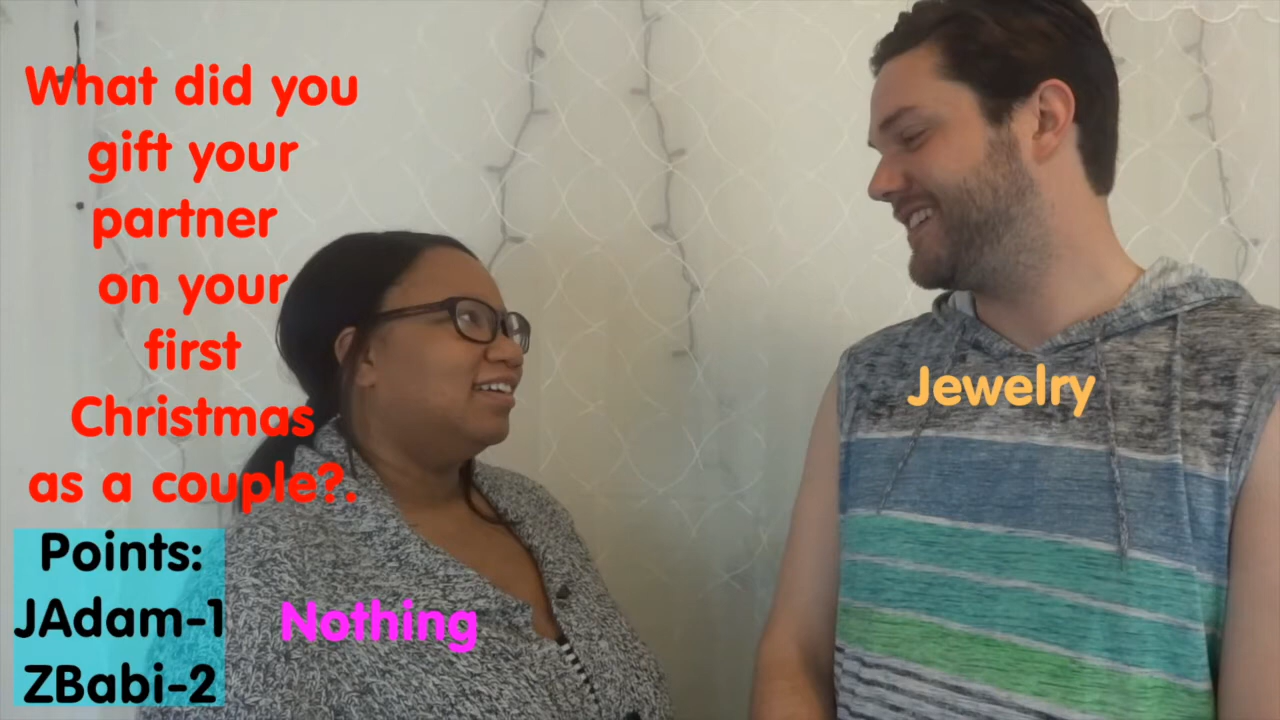 What did you
gift your
partner
on your
first
Christmas
as a couple?.
Points:
JAdam-1
ZBabi-2
Nothing
Jewelry